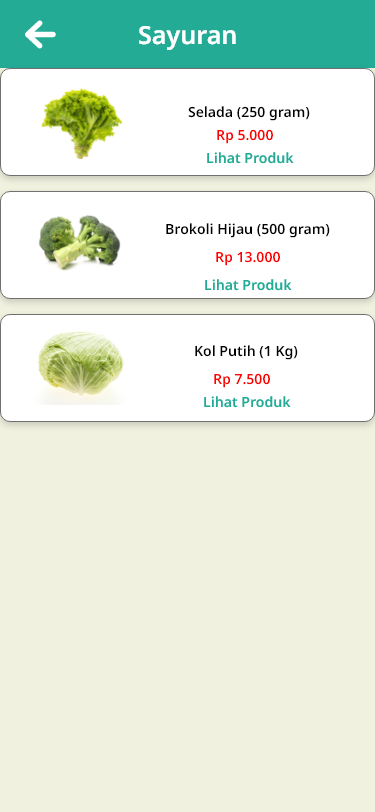 Sayuran
Selada (250 gram)
Rp 5.000
Lihat Produk
Brokoli Hijau (500 gram)
Rp 13.000
Lihat Produk
Kol Putih (1 Kg)
Rp 7.500
Lihat Produk